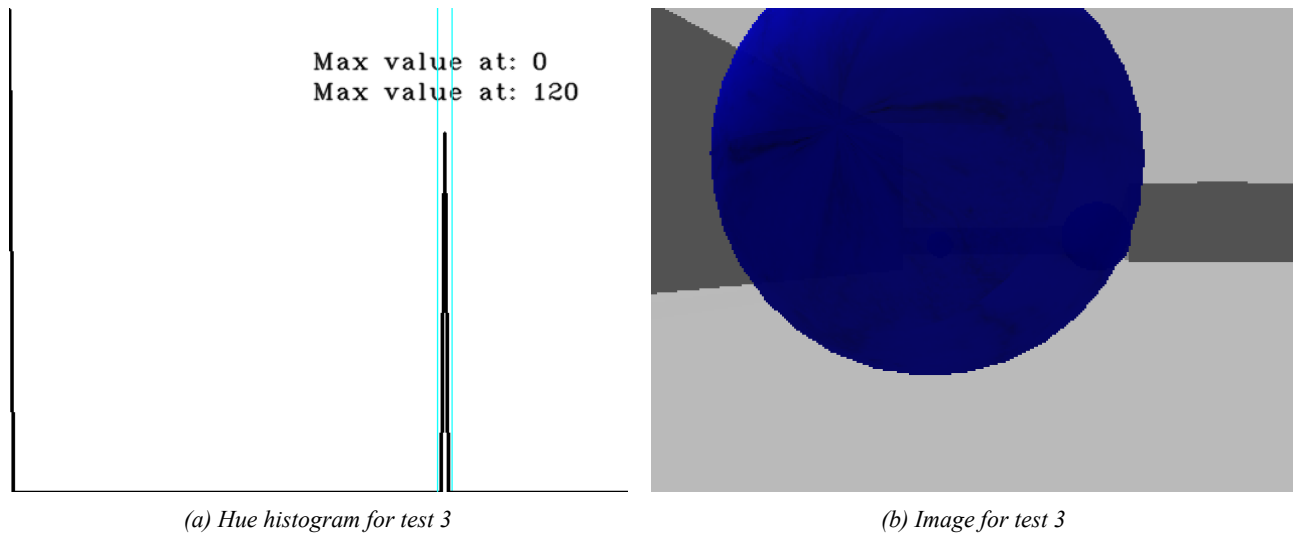 Max value at: 0
Max value at: 120
(a) Hue histogram for test 3
(b) Image for test 3